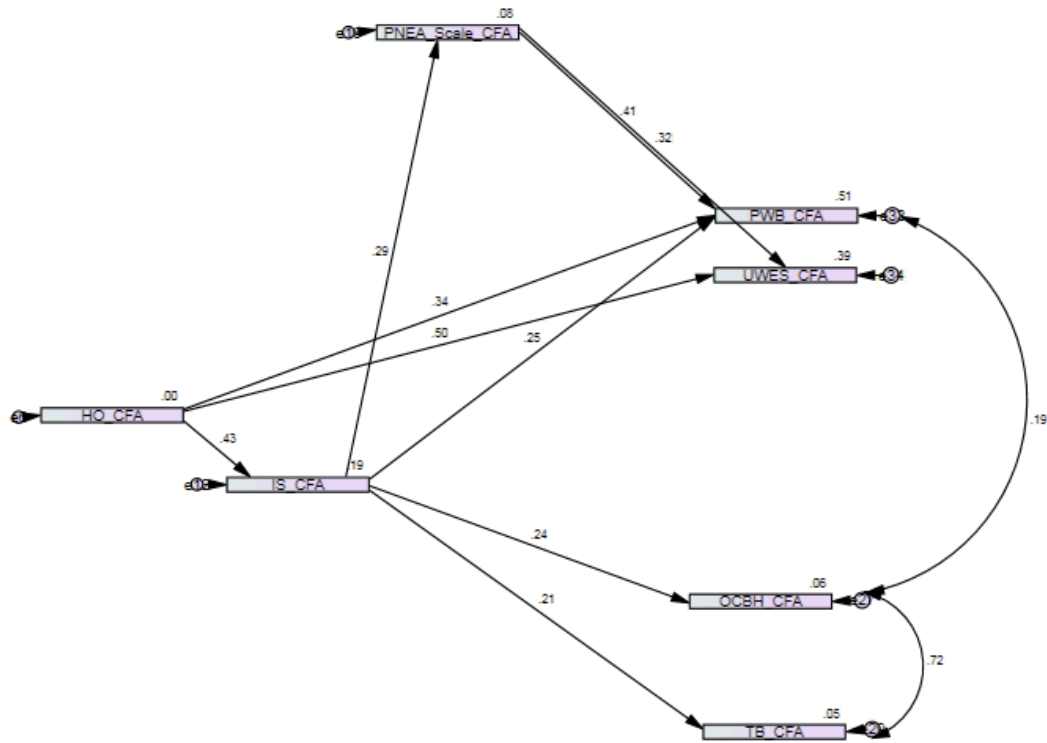 .08
PNEA_Scale_CFA
.41
.32
.51
PWB_CFA
.39
UWES_CFA
.29
.34
.50
.25
.00
HO_CFA
.43
.19
19
IS_CFA
.24
.06
OCBH_CFA
.21
.72
.05
TB_CFA